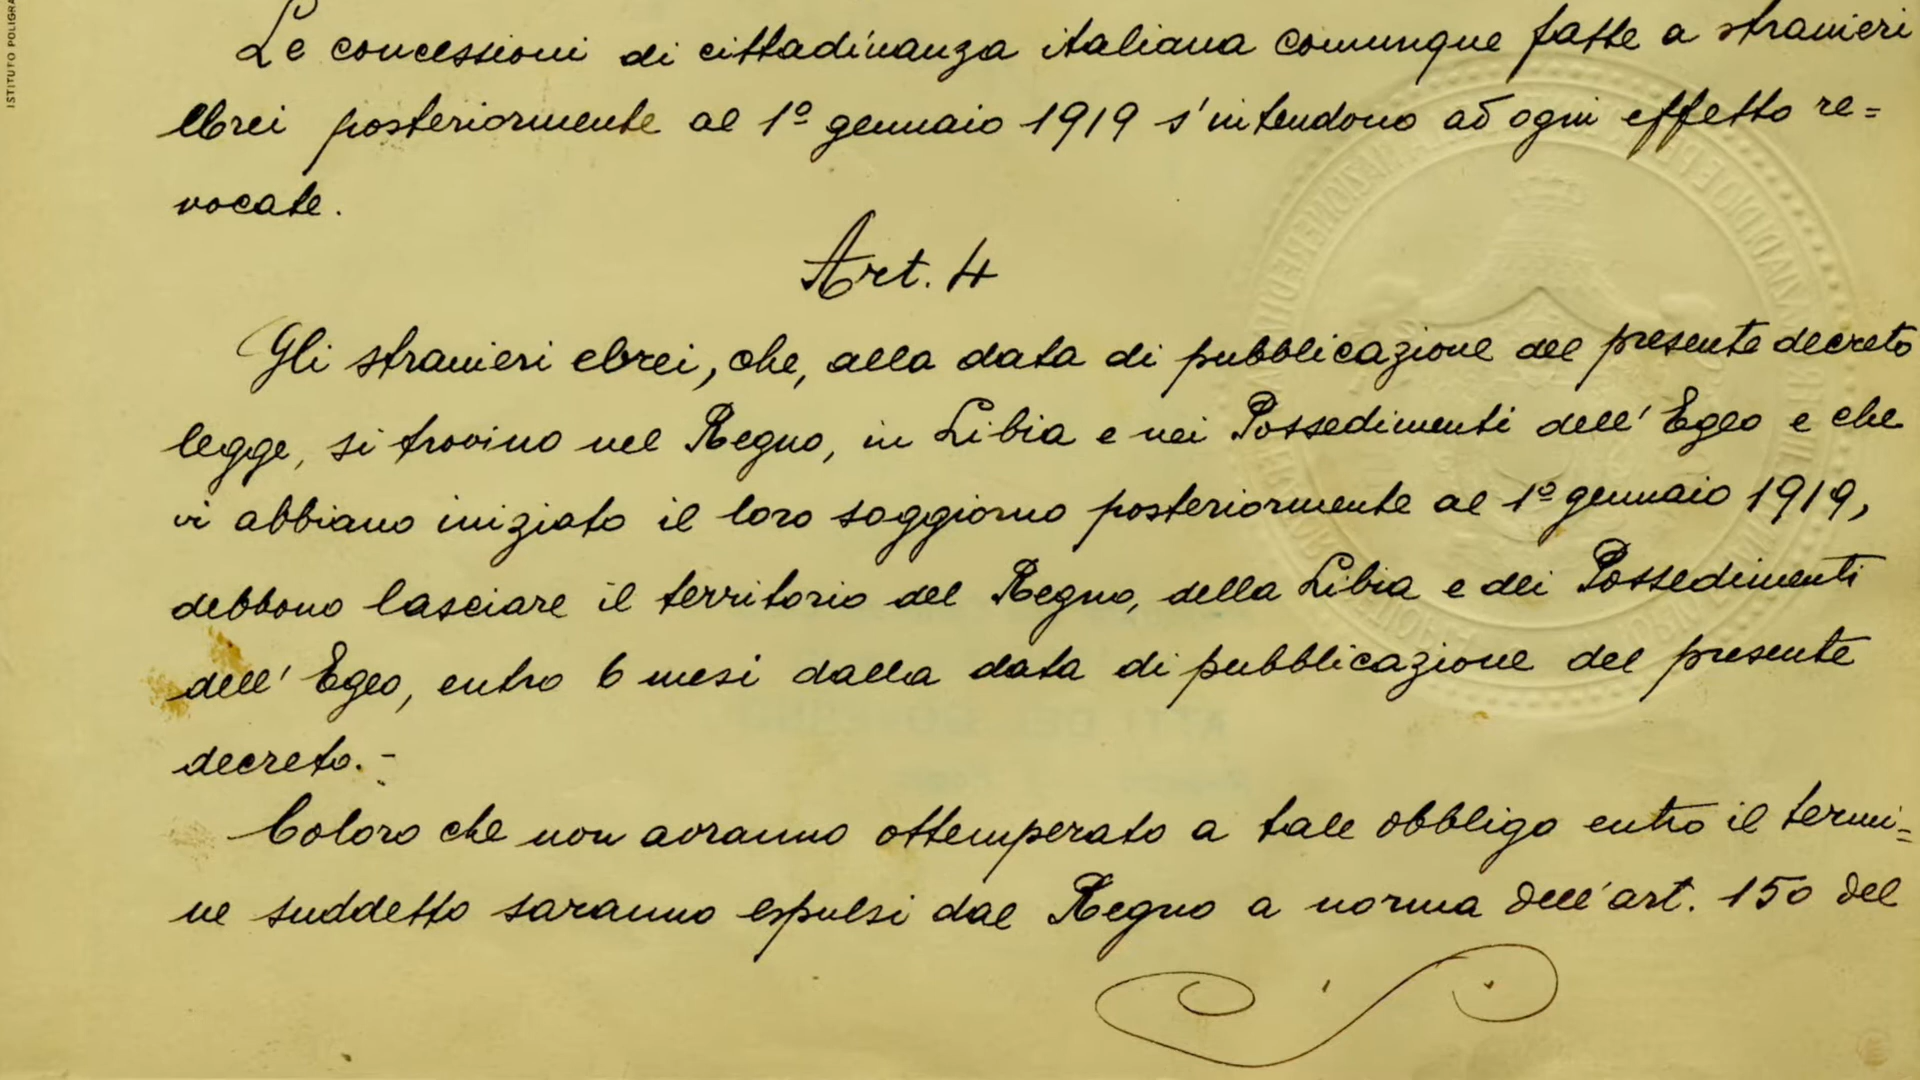 ISTITUTO POLIGRA
Le concessioni di cittadinanza italiana comunque fatte a stranieri
ebrei posteriormente al 1º gennaio 1919 s'intendono ad ogni effetto re=
vocate.
Art. 4
Gli stranieri ebrei, che, alla data di pubblicazione del presente decreto
legge, si trovino nel Regno, in Libia e nei Possedimenti dell'Egeo e che
vi abbiano iniziato il loro soggiorno posteriormente al 1º gennaio 1919,
debbono lasciare il territorio del Regno, della Libia e dei Possedimenti
dell'Egeo, entro 6 mesi dalla data di pubblicazione del presente
decreto.-
Coloro che non avranno ottemperato a tale obbligo entro il termi=
ne suddetto saranno espulsi dal Regno a norma dell'art. 150 del